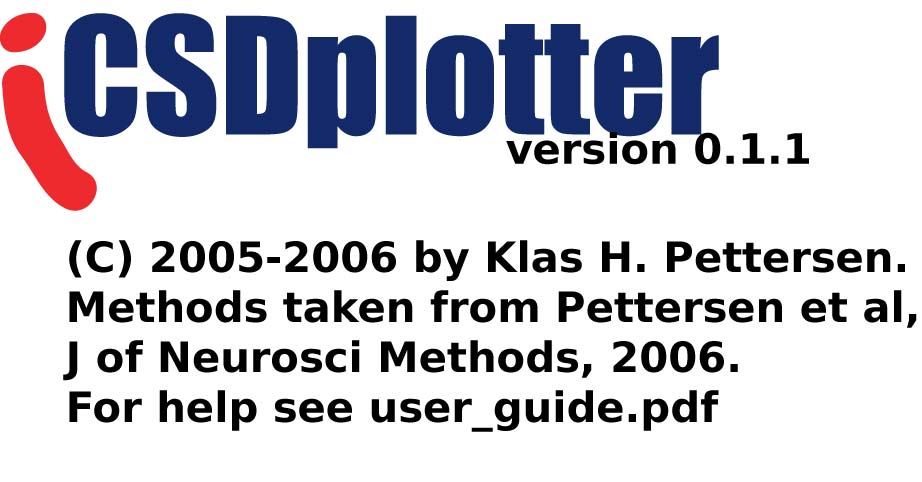 iCSDplotter
version 0.1.1
(C) 2005-2006 by Klas H. Pettersen.
Methods taken from Pettersen et al,
J of Neurosci Methods, 2006.
For help see user_guide.pdf